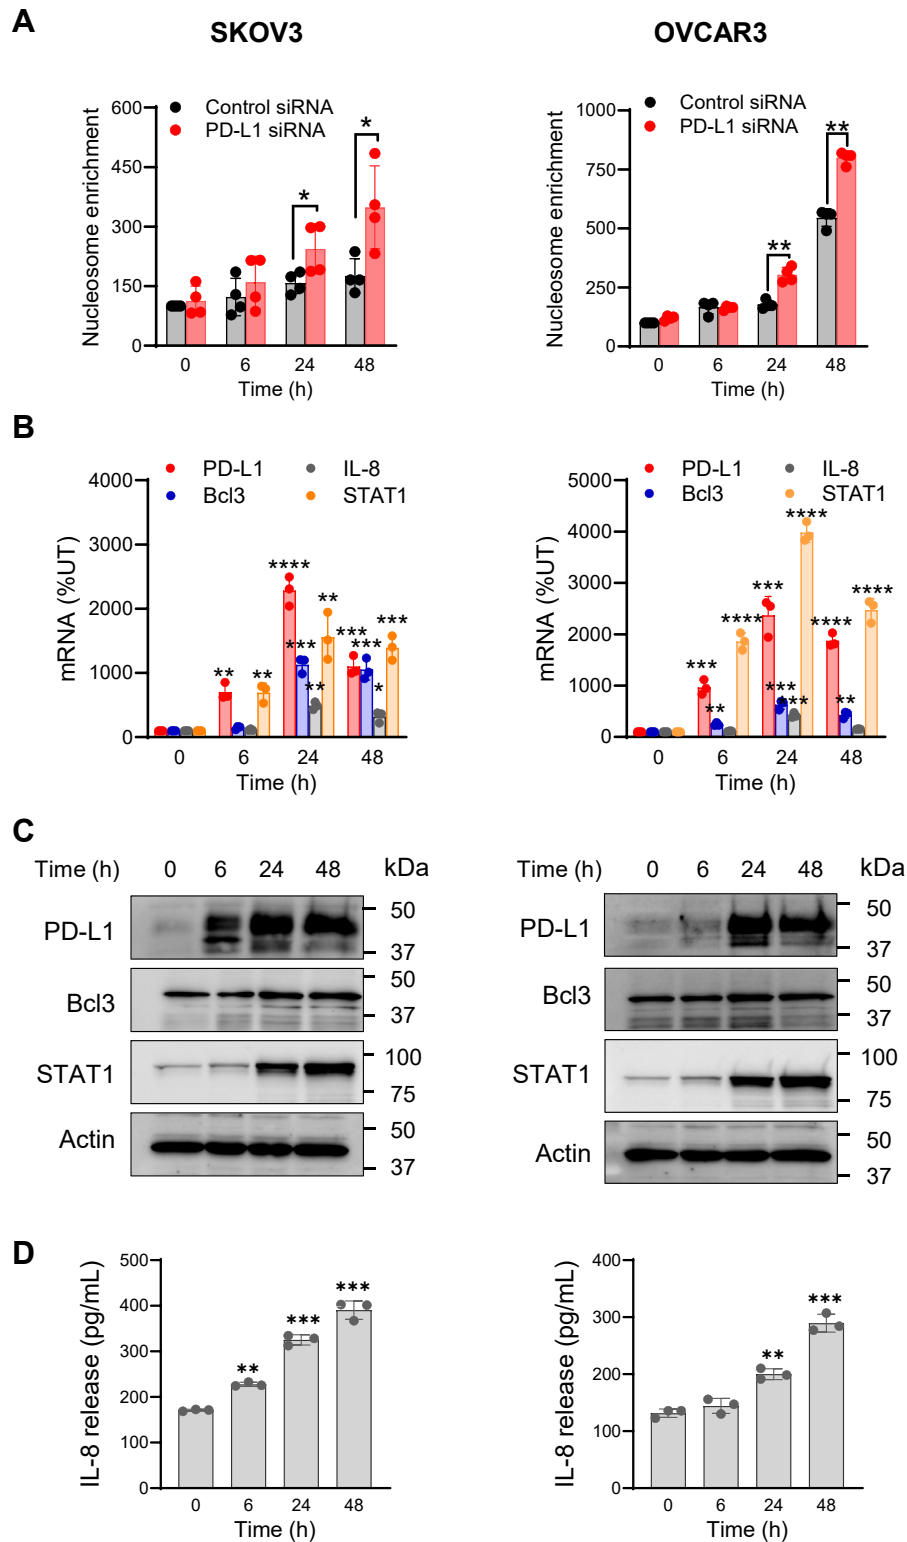 A
SKOV3
OVCAR3
Nucleosome enrichment
600
450
300
150
0
Control siRNA
PD-L1 siRNA
*
*
0 6 24 48
Time (h)
Nucleosome enrichment
1000
750
500
250
0
Control siRNA
PD-L1 siRNA
**
**
0 6 24 48
Time (h)
B
mRNA (%UT)
4000
3000
2000
1000
0
PD-L1 IL-8
Bcl3 STAT1
** **
**** *** ** **
*** *** * ***
0 6 24 48
Time (h)
mRNA (%UT)
5000
4000
3000
2000
1000
0
PD-L1 IL-8
Bcl3 STAT1
*** ** ****
*** *** ** ****
**** ** ****
0 6 24 48
Time (h)
C
Time (h) 0 6 24 48 kDa
PD-L1 50
37
Bcl3 50
37
STAT1 100
75
Actin 50
37
Time (h) 0 6 24 48 kDa
PD-L1 50
37
Bcl3 50
37
STAT1 100
75
Actin 50
37
D
IL-8 release (pg/mL)
500
400
300
200
100
0
** *** ***
0 6 24 48
Time (h)
IL-8 release (pg/mL)
400
300
200
100
0
** ***
0 6 24 48
Time (h)